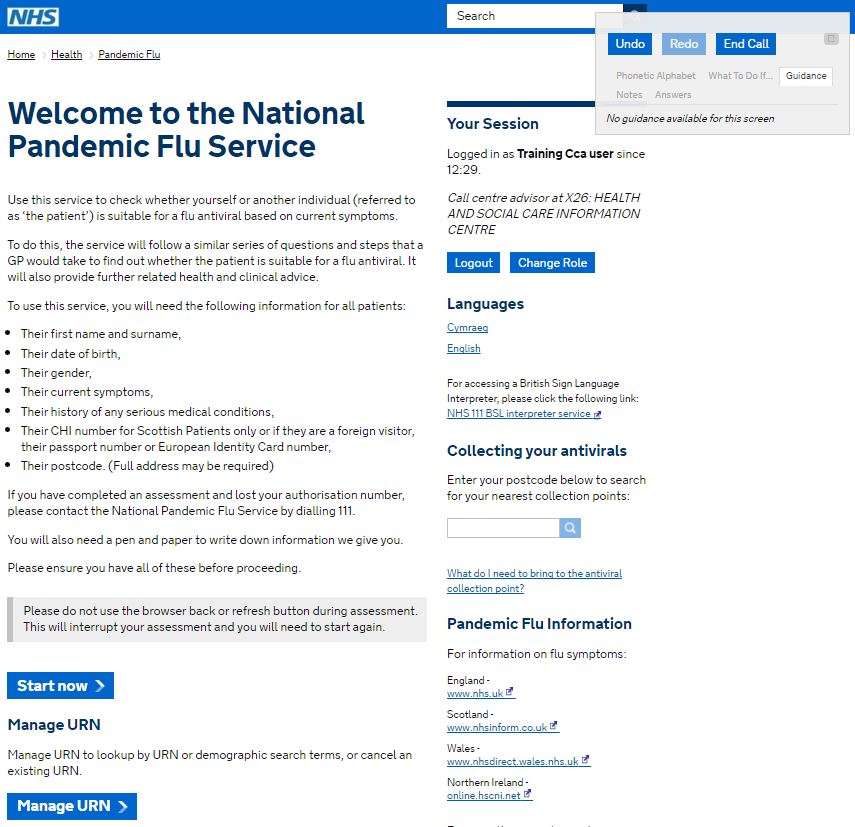 NHS
Search
Undo
Redo
End Call
Phonetic Alphabet
What To Do If...
Guidance
Notes
Answers
No guidance available for this screen
Home
Health
Pandemic Flu
Welcome to the National
Pandemic Flu Service
Use this service to check whether yourself or another individual (referred to
as ‘the patient’) is suitable for a flu antiviral based on current symptoms.
To do this, the service will follow a similar series of questions and steps that a
GP would take to find out whether the patient is suitable for a flu antiviral. It
will also provide further related health and clinical advice.
To use this service, you will need the following information for all patients:
Their first name and surname,
Their date of birth,
Their gender,
Their current symptoms,
Their history of any serious medical conditions,
Their CHI number for Scottish Patients only or if they are a foreign visitor,
their passport number or European Identity Card number,
Their postcode. (Full address may be required)
If you have completed an assessment and lost your authorisation number,
please contact the National Pandemic Flu Service by dialling 111.
You will also need a pen and paper to write down information we give you.
Please ensure you have all of these before proceeding.
Please do not use the browser back or refresh button during assessment.
This will interrupt your assessment and you will need to start again.
Start now
Manage URN
Manage URN to lookup by URN or demographic search terms, or cancel an
existing URN.
Manage URN
Your Session
Logged in as Training Cca user since
12:29.
Call centre advisor at X26: HEALTH
AND SOCIAL CARE INFORMATION
CENTRE
Logout
Change Role
Languages
Cymraeg
English
For accessing a British Sign Language
Interpreter, please click the following link:
NHS 111 BSL interpreter service
Collecting your antivirals
Enter your postcode below to search
for your nearest collection points:
What do I need to bring to the antiviral
collection point?
Pandemic Flu Information
For information on flu symptoms:
England -
www.nhs.uk
Scotland -
www.nhsinform.co.uk
Wales -
www.nhsdirect.wales.nhs.uk
Northern Ireland -
online.hscni.net